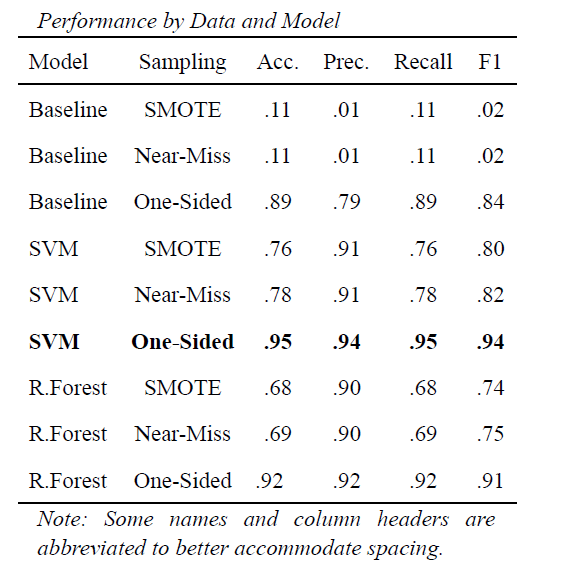 Performance by Data and Model
Model Sampling Acc. Prec. Recall F1
Baseline SMOTE .11 .01 .11 .02
Baseline Near-Miss .11 .01 .11 .02
Baseline One-Sided .89 .79 .89 .84
SVM SMOTE .76 .91 .76 .80
SVM Near-Miss .78 .91 .78 .82
SVM One-Sided .95 .94 .95 .94
R.Forest SMOTE .68 .90 .68 .74
R.Forest Near-Miss .69 .90 .69 .75
R.Forest One-Sided .92 .92 .92 .91
Note: Some names and column headers are
abbreviated to better accommodate spacing.